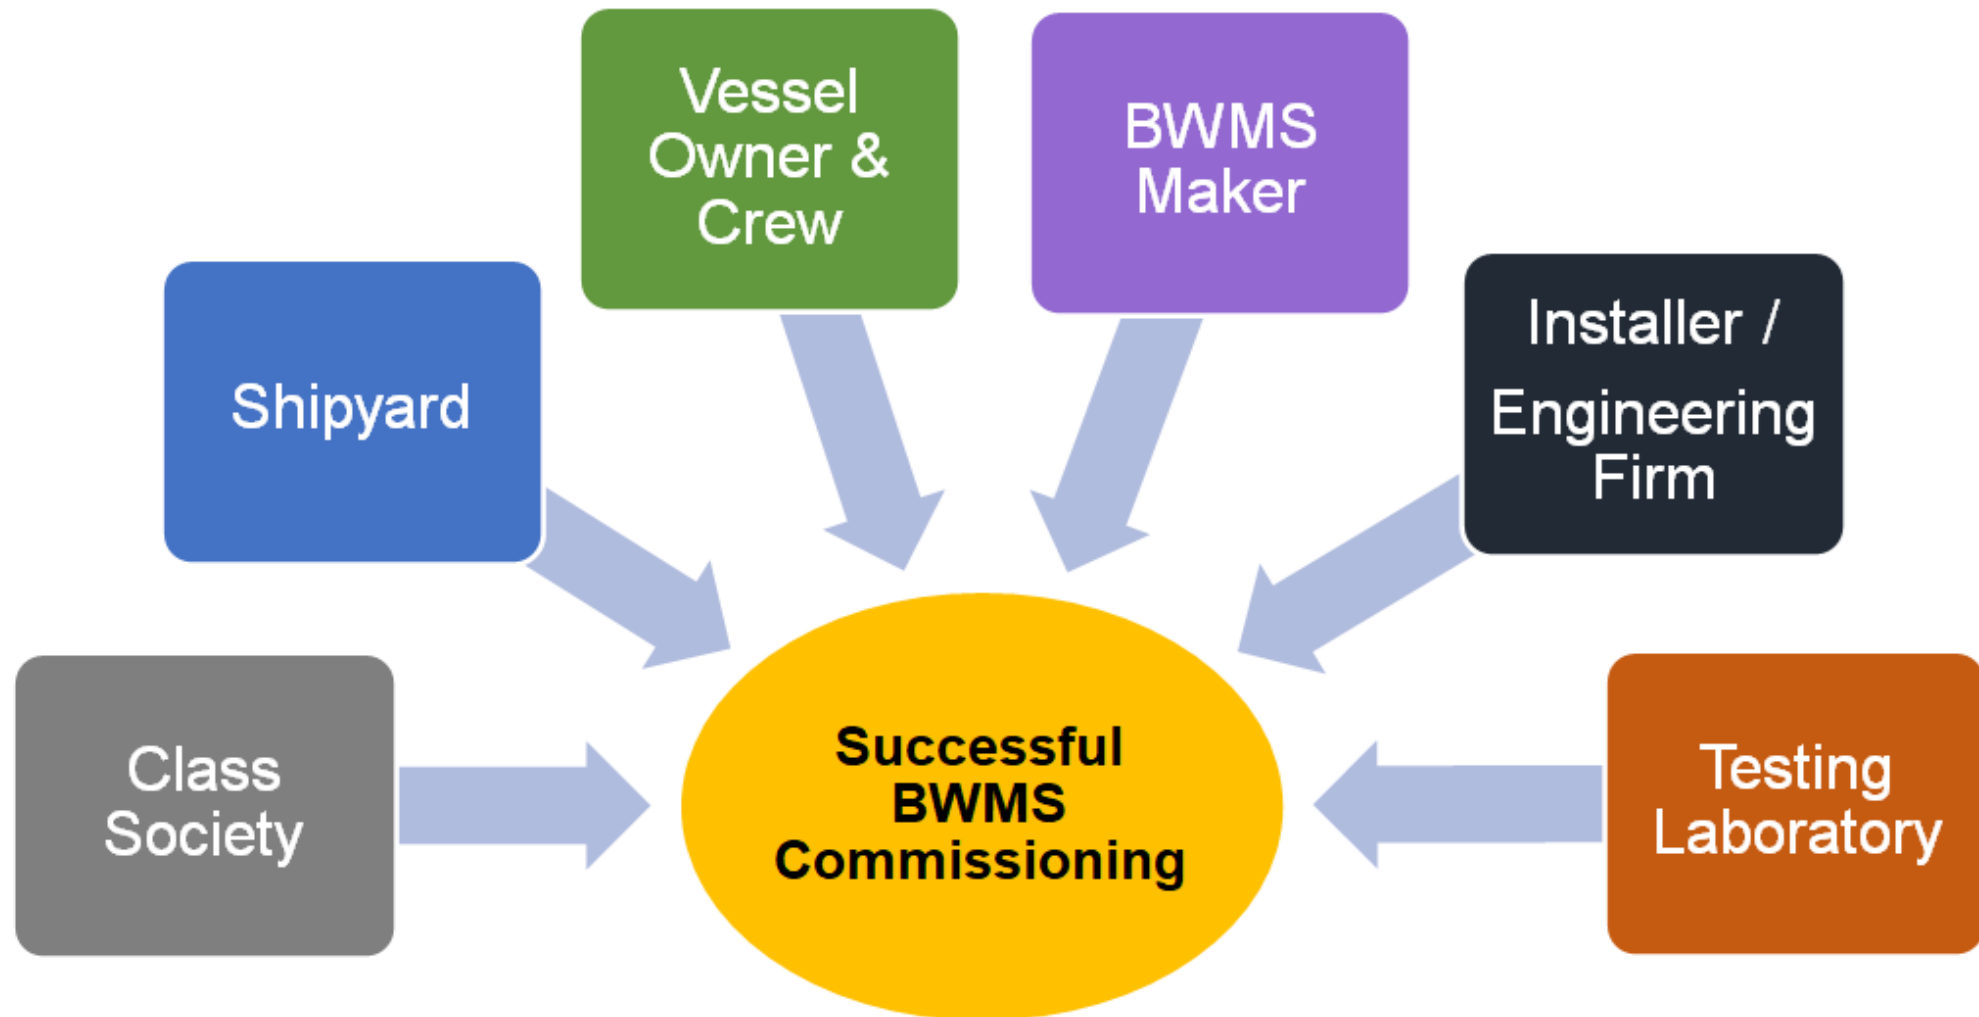 Vessel
Owner &
Crew
BWMS
Maker
Shipyard
Installer /
Engineering
Firm
Class
Society
Successful
BWMS
Commissioning
Testing
Laboratory